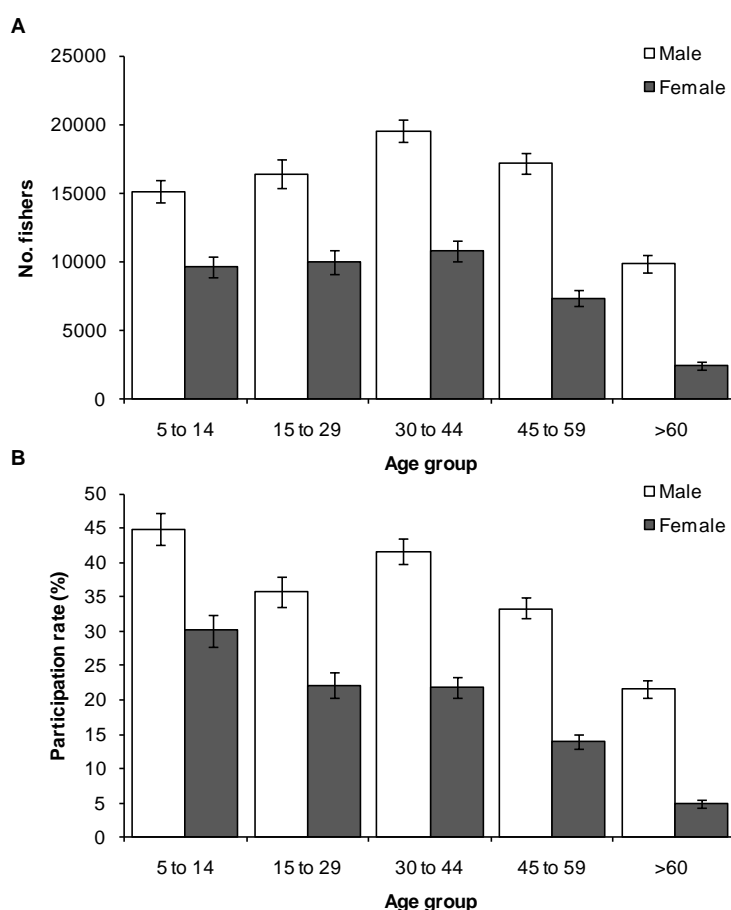 A
Male
Female
25000
20000
15000
10000
5000
0
No. fishers
5 to 14 15 to 29 30 to 44 45 to 59 >60
Age group
B
Male
Female
50
45
40
35
30
25
20
15
10
5
0
Participation rate (%)
5 to 14 15 to 29 30 to 44 45 to 59 >60
Age group